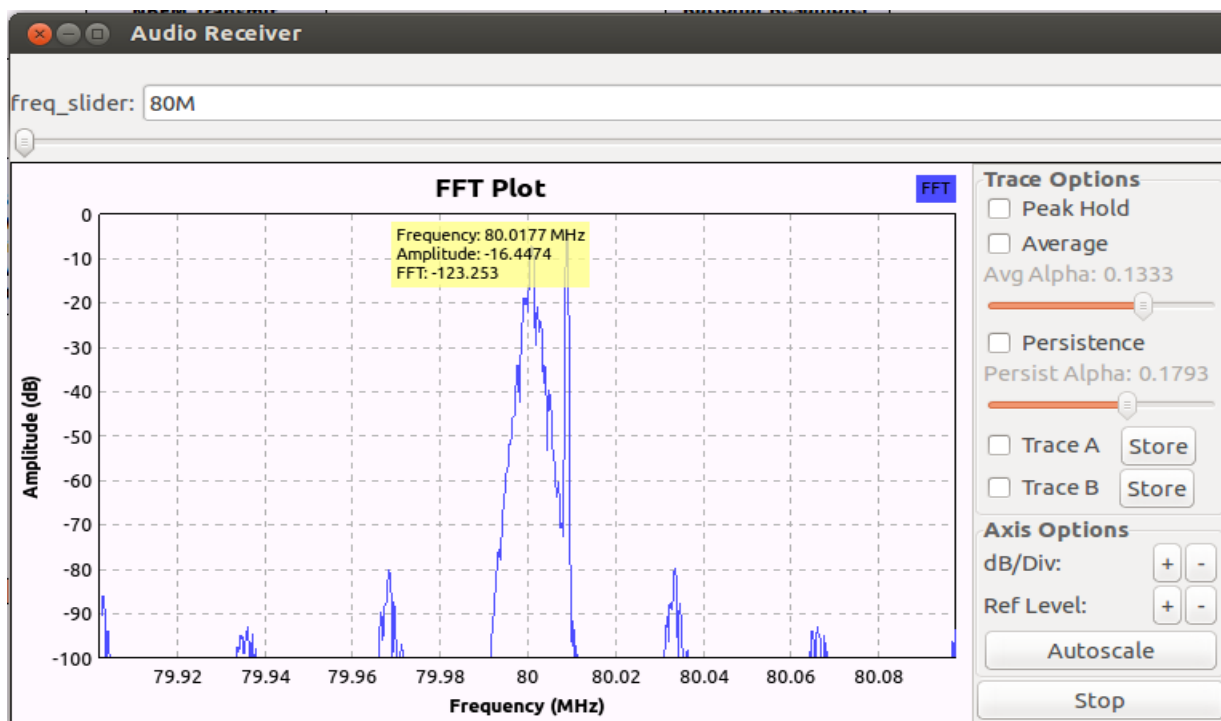 Audio Receiver
freq_slider: 80M
FFT Plot
FFT
Frequency: 80.0177 MHz
Amplitude: -16.4474
FFT: -123.253
Amplitude (dB)
0
-10
-20
-30
-40
-50
-60
-70
-80
-90
-100
79.92 79.94 79.96 79.98 80 80.02 80.04 80.06 80.08
Frequency (MHz)
Trace Options
Peak Hold
Average
Avg Alpha: 0.1333
Persistence
Persist Alpha: 0.1793
Trace A Store
Trace B Store
Axis Options
dB/Div: + -
Ref Level: + -
Autoscale
Stop